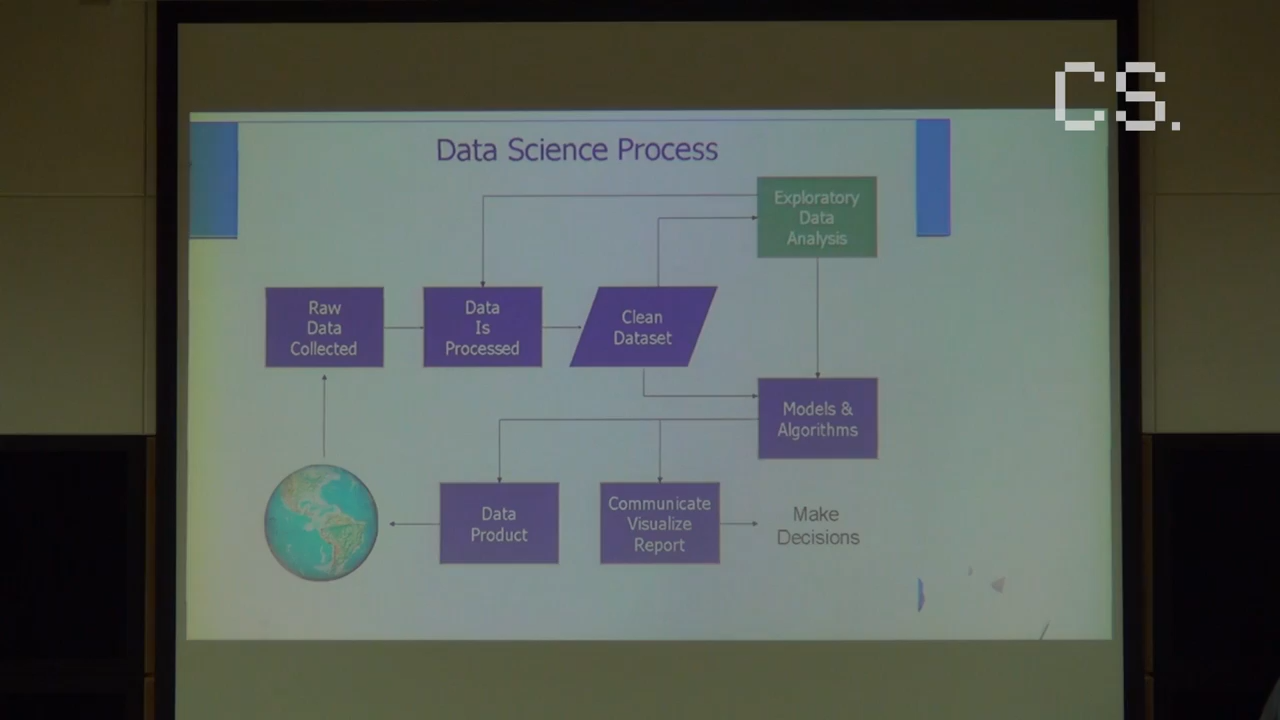 CS.
Data Science Process
Exploratory
Data
Analysis
Raw
Data
Collected
Data
Is
Processed
Clean
Dataset
Models &
Algorithms
Data
Product
Communicate
Visualize
Report
Make
Decisions